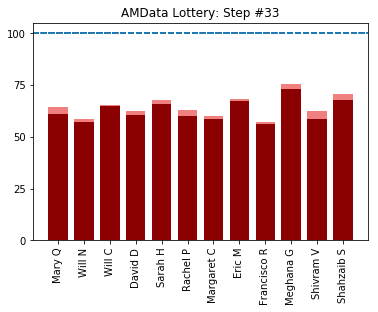 AMData Lottery: Step #33
100
75
50
25
0
Mary Q
Will N
Will C
David D
Sarah H
Rachel P
Margaret C
Eric M
Francisco R
Meghana G
Shivram V
Shahzaib S